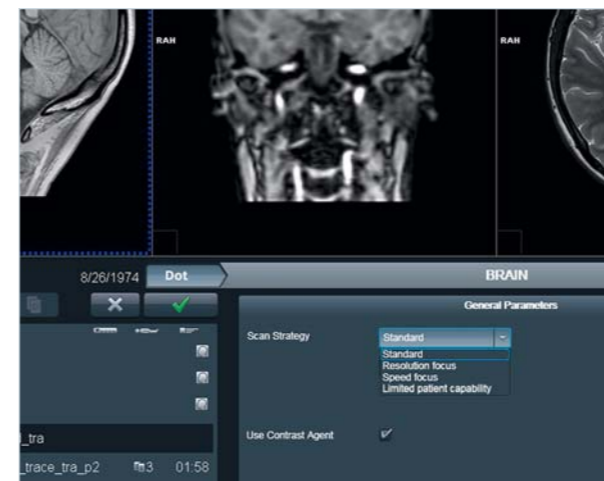 RAH
RAH
8/26/1974
Dot
BRAIN
General Parameters
Scan Strategy
Standard
Standard
Resolution focus
Speed focus
Limited patient capability
Use Contrast Agent
l_tra
_trace_tra_p2 3 01:58